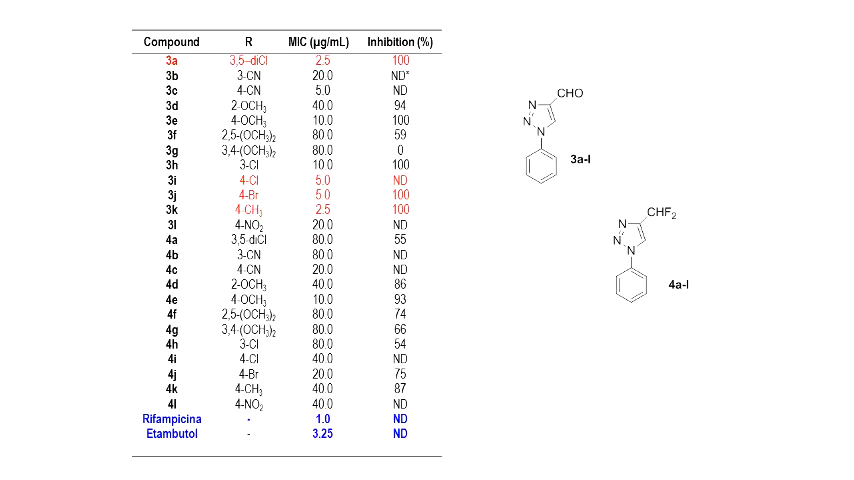 Compound R MIC (µg/mL) Inhibition (%)
3a 3,5–diCl 2.5 100
3b 3-CN 20.0 ND*
3c 4-CN 5.0 ND
3d 2-OCH3 40.0 94
3e 4-OCH3 10.0 100
3f 2,5-(OCH3)2 80.0 59
3g 3,4-(OCH3)2 80.0 0
3h 3-Cl 10.0 100
3i 4-Cl 5.0 ND
3j 4-Br 5.0 100
3k 4-CH3 2.5 100
3l 4-NO2 20.0 ND
4a 3,5-diCl 80.0 55
4b 3-CN 80.0 ND
4c 4-CN 20.0 ND
4d 2-OCH3 40.0 86
4e 4-OCH3 10.0 93
4f 2,5-(OCH3)2 80.0 74
4g 3,4-(OCH3)2 80.0 66
4h 3-Cl 80.0 54
4i 4-Cl 40.0 ND
4j 4-Br 20.0 75
4k 4-CH3 40.0 87
4l 4-NO2 40.0 ND
Rifampicina - 1.0 ND
Etambutol - 3.25 ND
CHO
N
N
N
3a-l
CHF2
N
N
N
4a-l